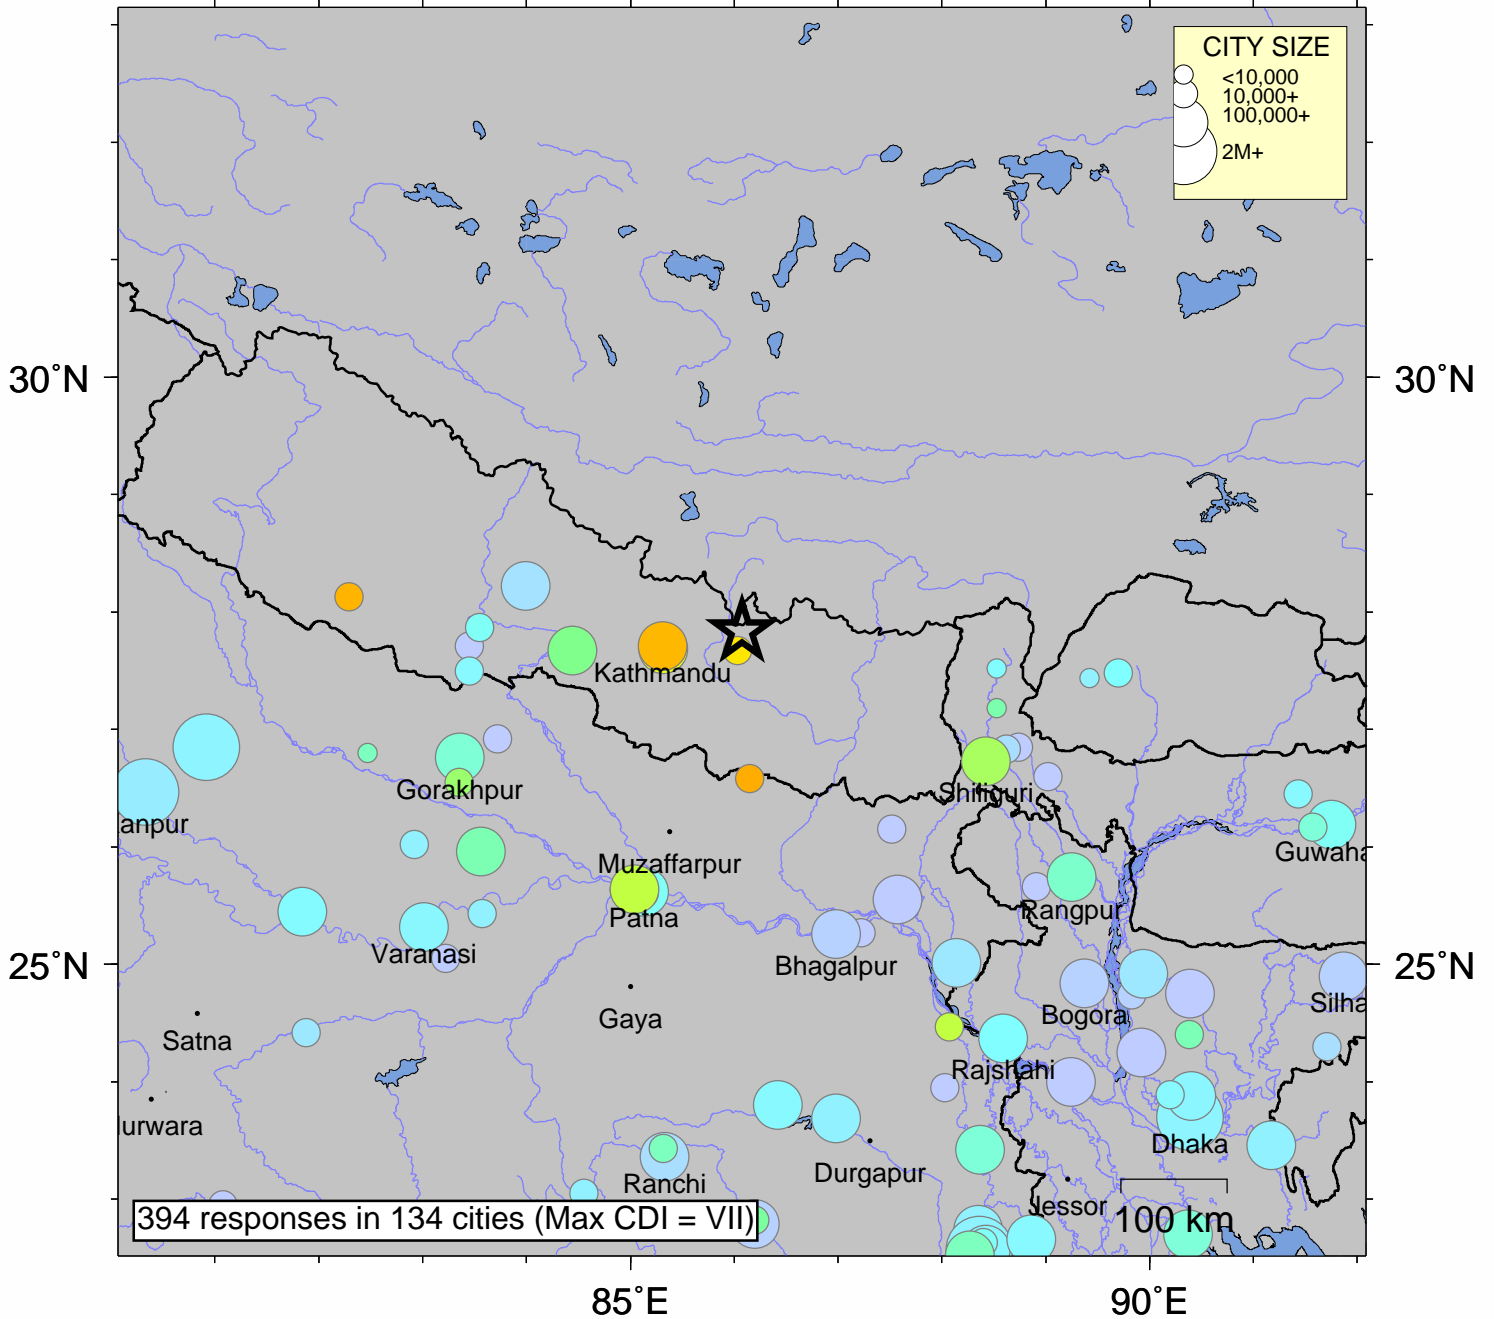 CITY SIZE
<10,000
10,000+
100,000+
2M+
30°N
30°N
Kathmandu
Gorakhpur
Shiliguri
anpur
Guwaha
Muzaffarpur
Patna
Rangpur
Varanasi
25°N
Bhagalpur
25°N
Silha
Gaya
Bogora
Satna
Rajshahi
lurwara
Dhaka
Durgapur
Ranchi
Jessor
394 responses in 134 cities (Max CDI = VII)
100 km
85°E
90°E